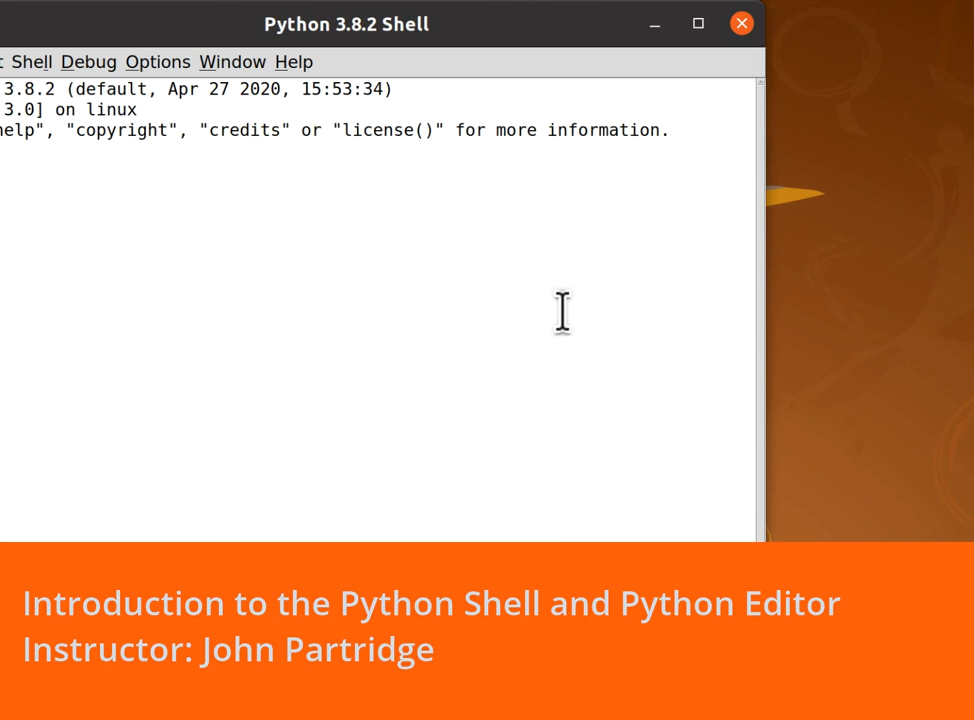 Python 3.8.2 Shell
Shell Debug Options Window Help
3.8.2 (default, Apr 27 2020, 15:53:34)
3.0] on linux
help", "copyright", "credits" or "license()" for more information.
Introduction to the Python Shell and Python Editor
Instructor: John Partridge